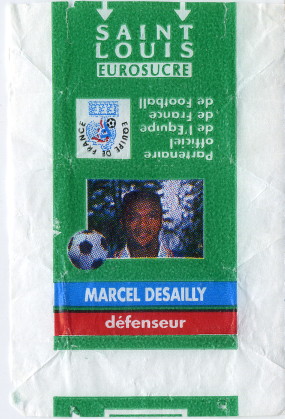 SAINT
LOUIS
EUROSUCRE
Partenaire
officiel
de l'Equipe
de France
de Football
EQUIPE DE FRANCE
MARCEL DESAILLY
défenseur